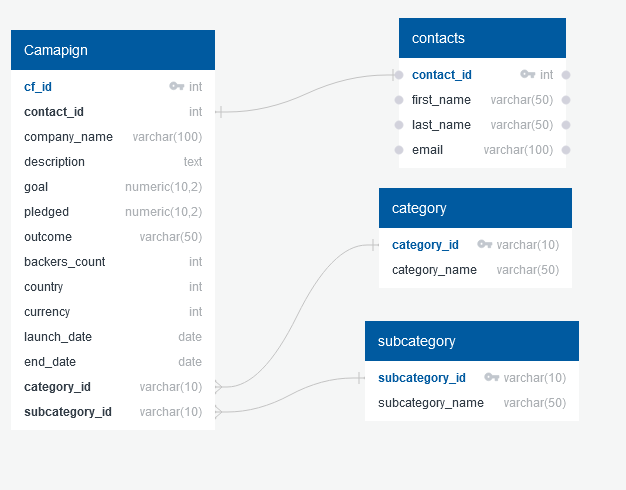 Camapign
cf_id int
contact_id int
company_name varchar(100)
description text
goal numeric(10,2)
pledged numeric(10,2)
outcome varchar(50)
backers_count int
country int
currency int
launch_date date
end_date date
category_id varchar(10)
subcategory_id varchar(10)
contacts
contact_id int
first_name varchar(50)
last_name varchar(50)
email varchar(100)
category
category_id varchar(10)
category_name varchar(50)
subcategory
subcategory_id varchar(10)
subcategory_name varchar(50)